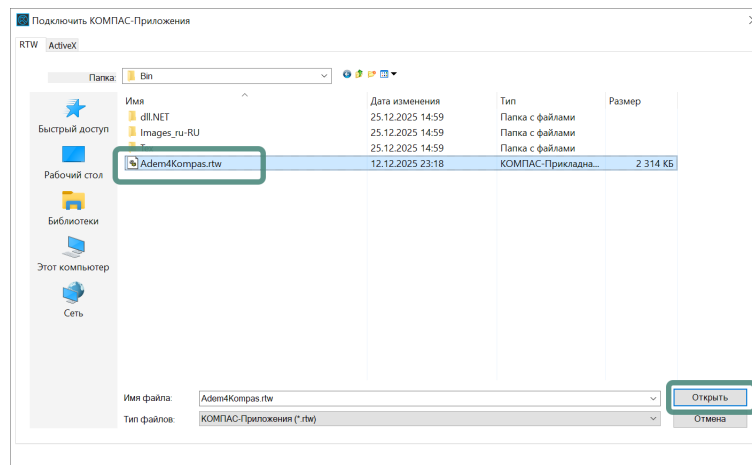 Подключить КОМПАС-Приложения
RTW ActiveX
Папка: Bin
Имя Дата изменения Тип Размер
dll.NET 25.12.2025 14:59 Папка с файлами
Images_ru-RU 25.12.2025 14:59 Папка с файлами
25.12.2025 14:59 Папка с файлами
Adem4Kompas.rtw 12.12.2025 23:18 КОМПАС-Прикладна... 2 314 КБ
Быстрый доступ
Рабочий стол
Библиотеки
Этот компьютер
Сеть
Имя файла: Adem4Kompas.rtw Открыть
Тип файлов: КОМПАС-Приложения (*.rtw) Отмена